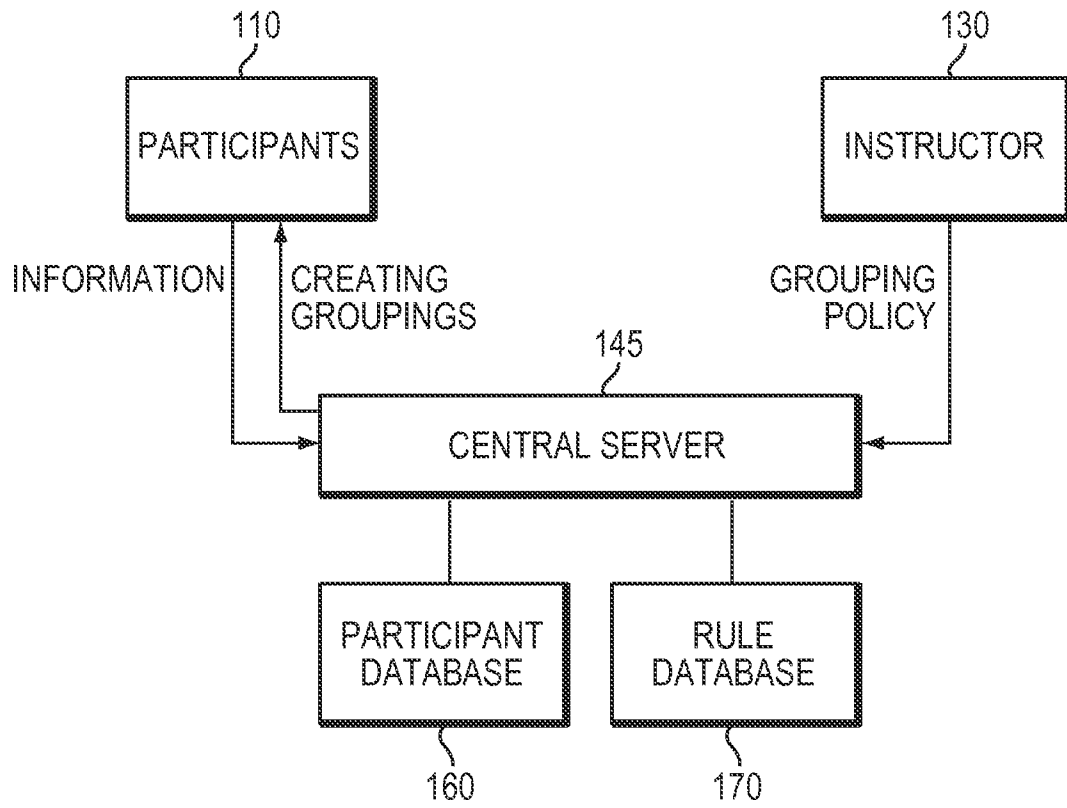 110
130
PARTICIPANTS
INSTRUCTOR
INFORMATION
CREATING
GROUPINGS
GROUPING
POLICY
145
CENTRAL SERVER
PARTICIPANT
DATABASE
RULE
DATABASE
160
170